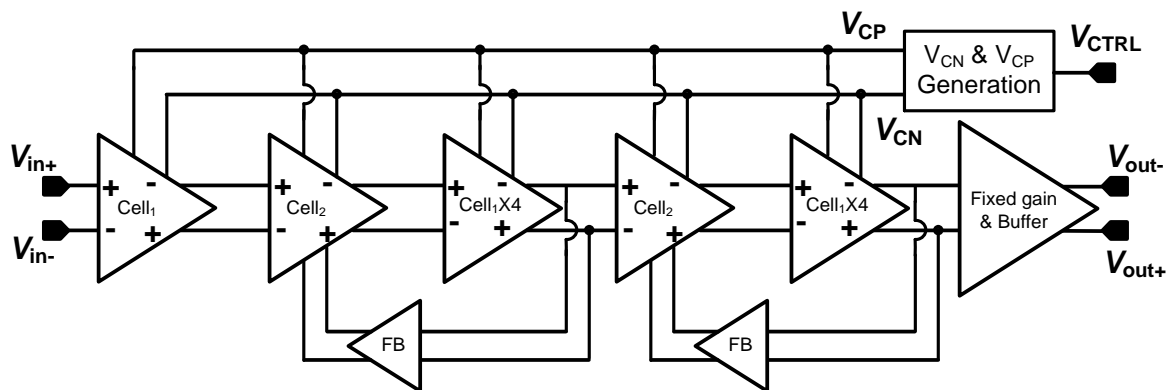 VCP
VCN & VCP
Generation
VCTRL
VCN
Vin+
Vin-
+
-
-
+
Cell1
+
-
-
+
Cell2
+
-
-
+
Cell1X4
+
-
-
+
Cell2
+
-
-
+
Cell1X4
Fixed gain
& Buffer
Vout-
Vout+
FB
FB